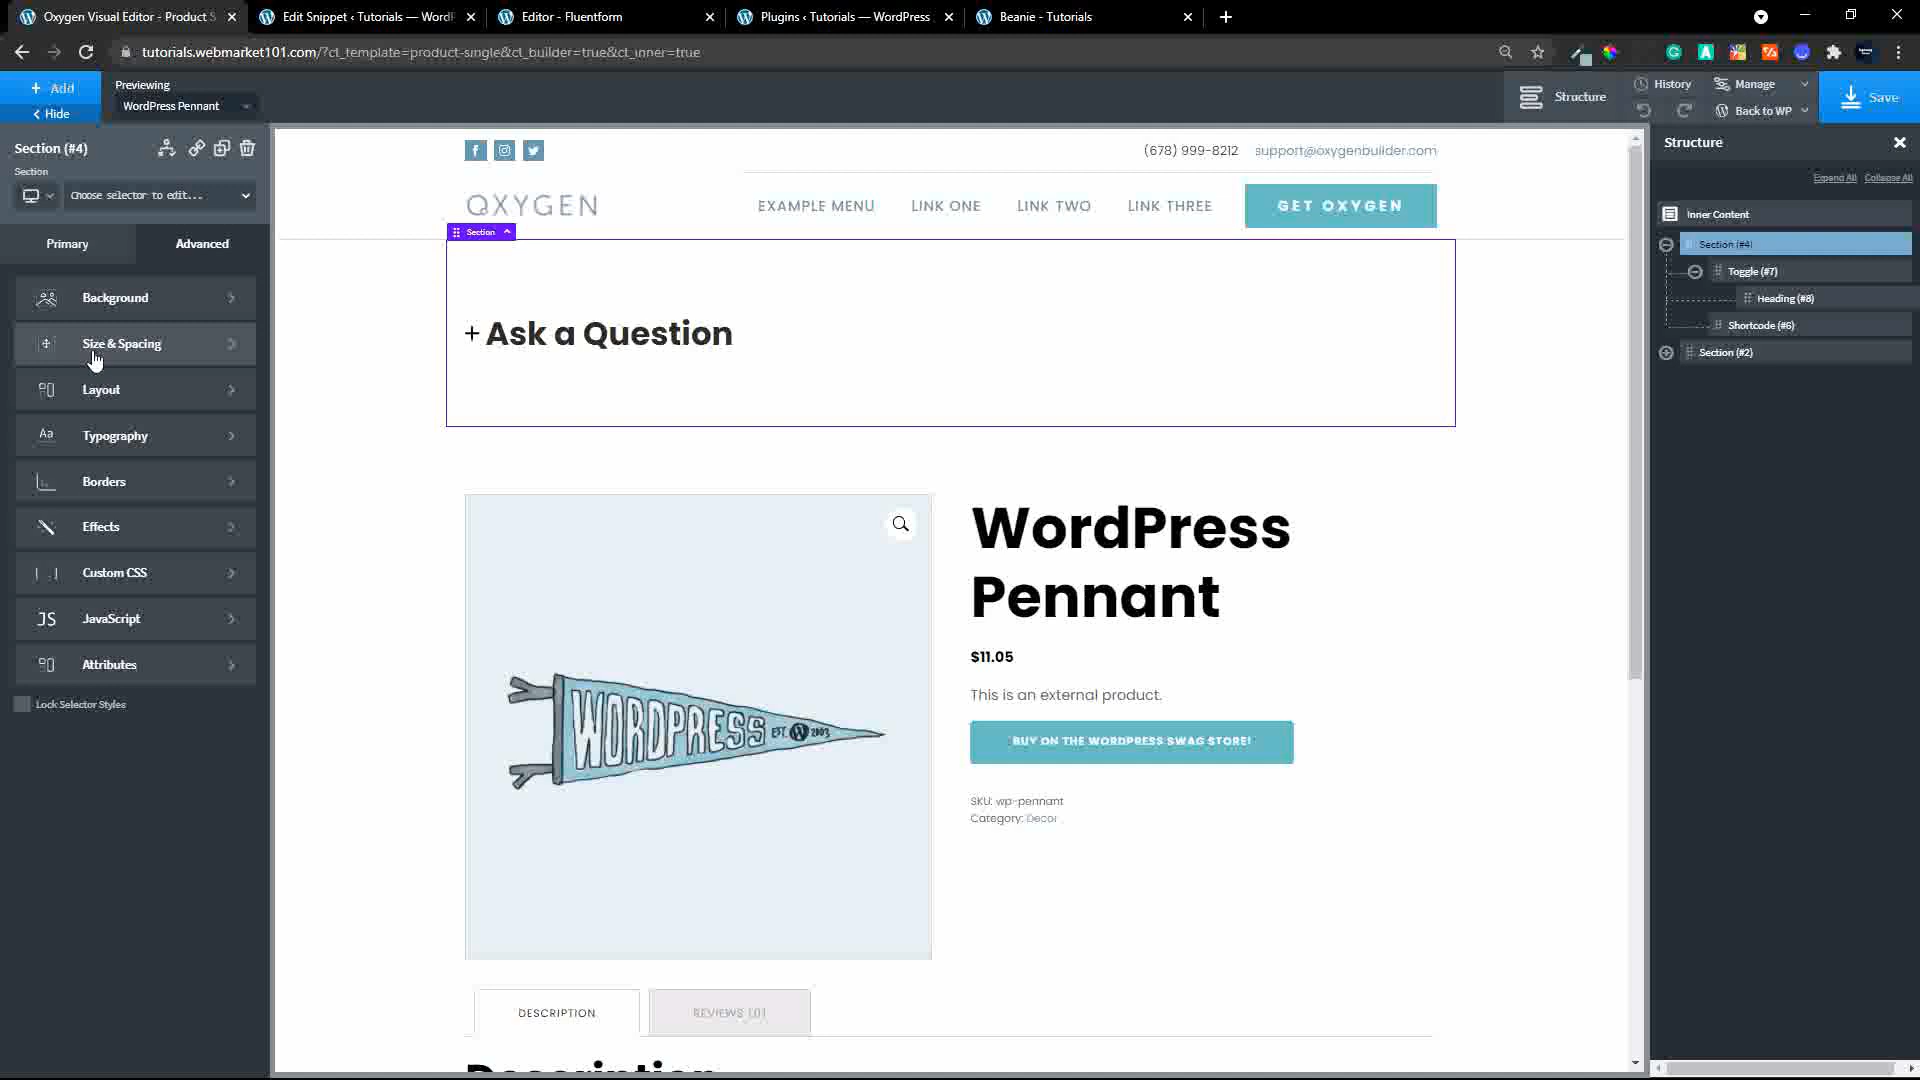 Oxygen Visual Editor - Product S
Edit Snippet ‹ Tutorials — WordP
Editor - Fluentform
Plugins ‹ Tutorials — WordPress
Beanie - Tutorials
tutorials.webmarket101.com/?ct_template=product-single&ct_builder=true&ct_inner=true
+ Add
Hide
Previewing
WordPress Pennant
Structure
History
Manage
Back to WP
Save
Section (#4)
Section
Choose selector to edit...
Primary
Advanced
Background
Size & Spacing
Layout
Aa
Typography
Borders
Effects
Custom CSS
JS
JavaScript
Attributes
Lock Selector Styles
(678) 999-8212
support@oxygenbuilder.com
OXYGEN
EXAMPLE MENU
LINK ONE
LINK TWO
LINK THREE
GET OXYGEN
Section
+ Ask a Question
WORDPRESS EST. 2003
WordPress
Pennant
$11.05
This is an external product.
BUY ON THE WORDPRESS SWAG STORE!
SKU: wp-pennant
Category: Decor
DESCRIPTION
REVIEWS (0)
Description
Structure
Expand All
Collapse All
Inner Content
Section (#4)
Toggle (#7)
Heading (#8)
Shortcode (#6)
Section (#2)